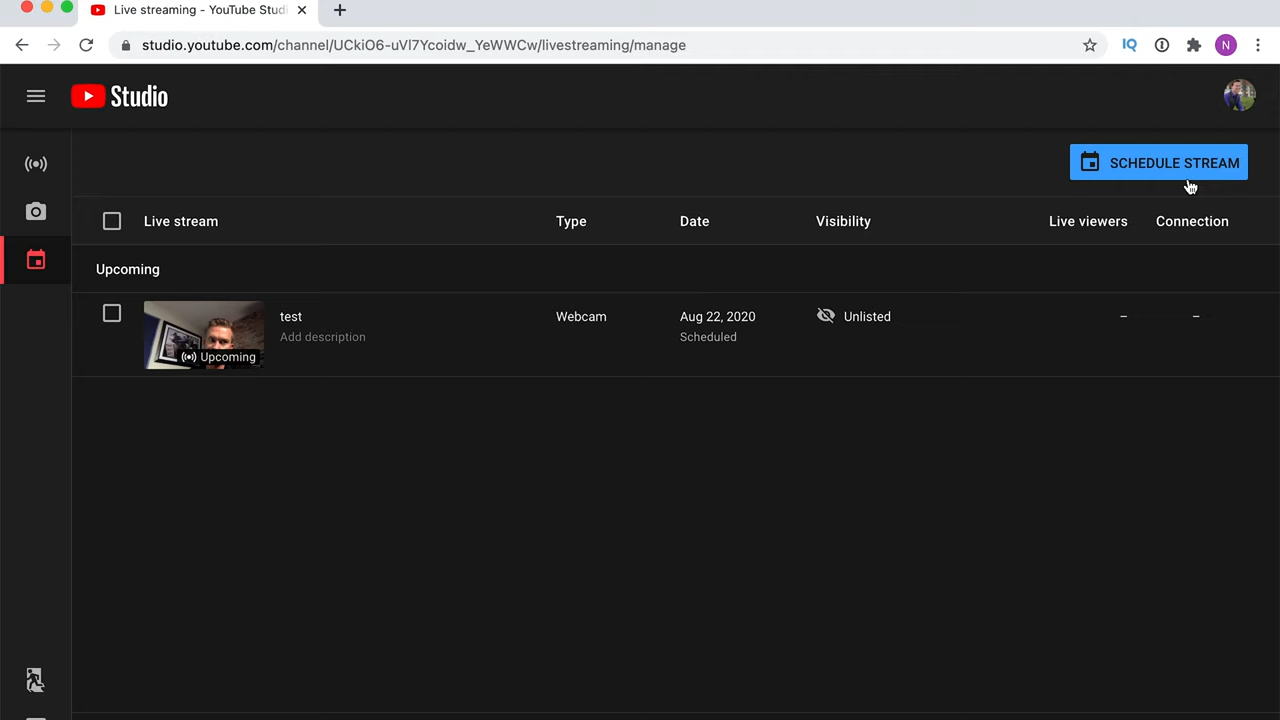 Live streaming - YouTube Studi
studio.youtube.com/channel/UCkiO6-uVl7Ycoidw_YeWWCw/livestreaming/manage
IQ
N
Studio
SCHEDULE STREAM
Live stream Type Date Visibility Live viewers Connection
Upcoming
test Webcam Aug 22, 2020 Unlisted – –
Add description Scheduled
Upcoming